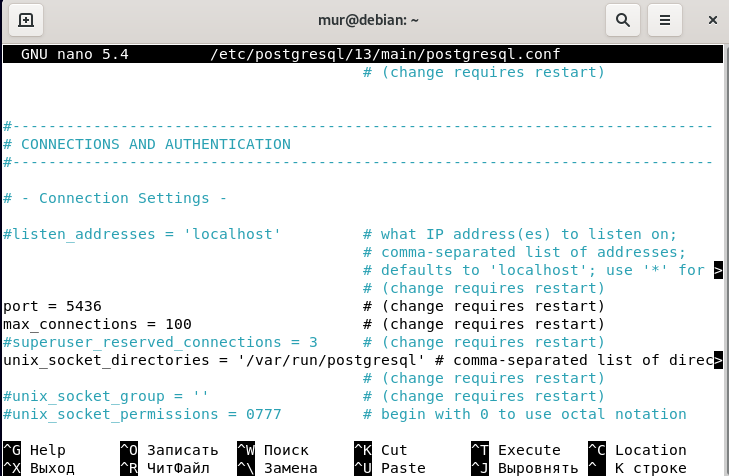 mur@debian: ~
GNU nano 5.4 /etc/postgresql/13/main/postgresql.conf
# (change requires restart)
#------------------------------------------------------------------------------
# CONNECTIONS AND AUTHENTICATION
#------------------------------------------------------------------------------
# - Connection Settings -
#listen_addresses = 'localhost' # what IP address(es) to listen on;
# comma-separated list of addresses;
# defaults to 'localhost'; use '*' for >
# (change requires restart)
port = 5436 # (change requires restart)
max_connections = 100 # (change requires restart)
#superuser_reserved_connections = 3 # (change requires restart)
unix_socket_directories = '/var/run/postgresql' # comma-separated list of direc>
# (change requires restart)
#unix_socket_group = '' # (change requires restart)
#unix_socket_permissions = 0777 # begin with 0 to use octal notation
^G Help ^O Записать ^W Поиск ^K Cut ^T Execute ^C Location
^X Выход ^R ЧитФайл ^\ Замена ^U Paste ^J Выровнять ^_ К строке